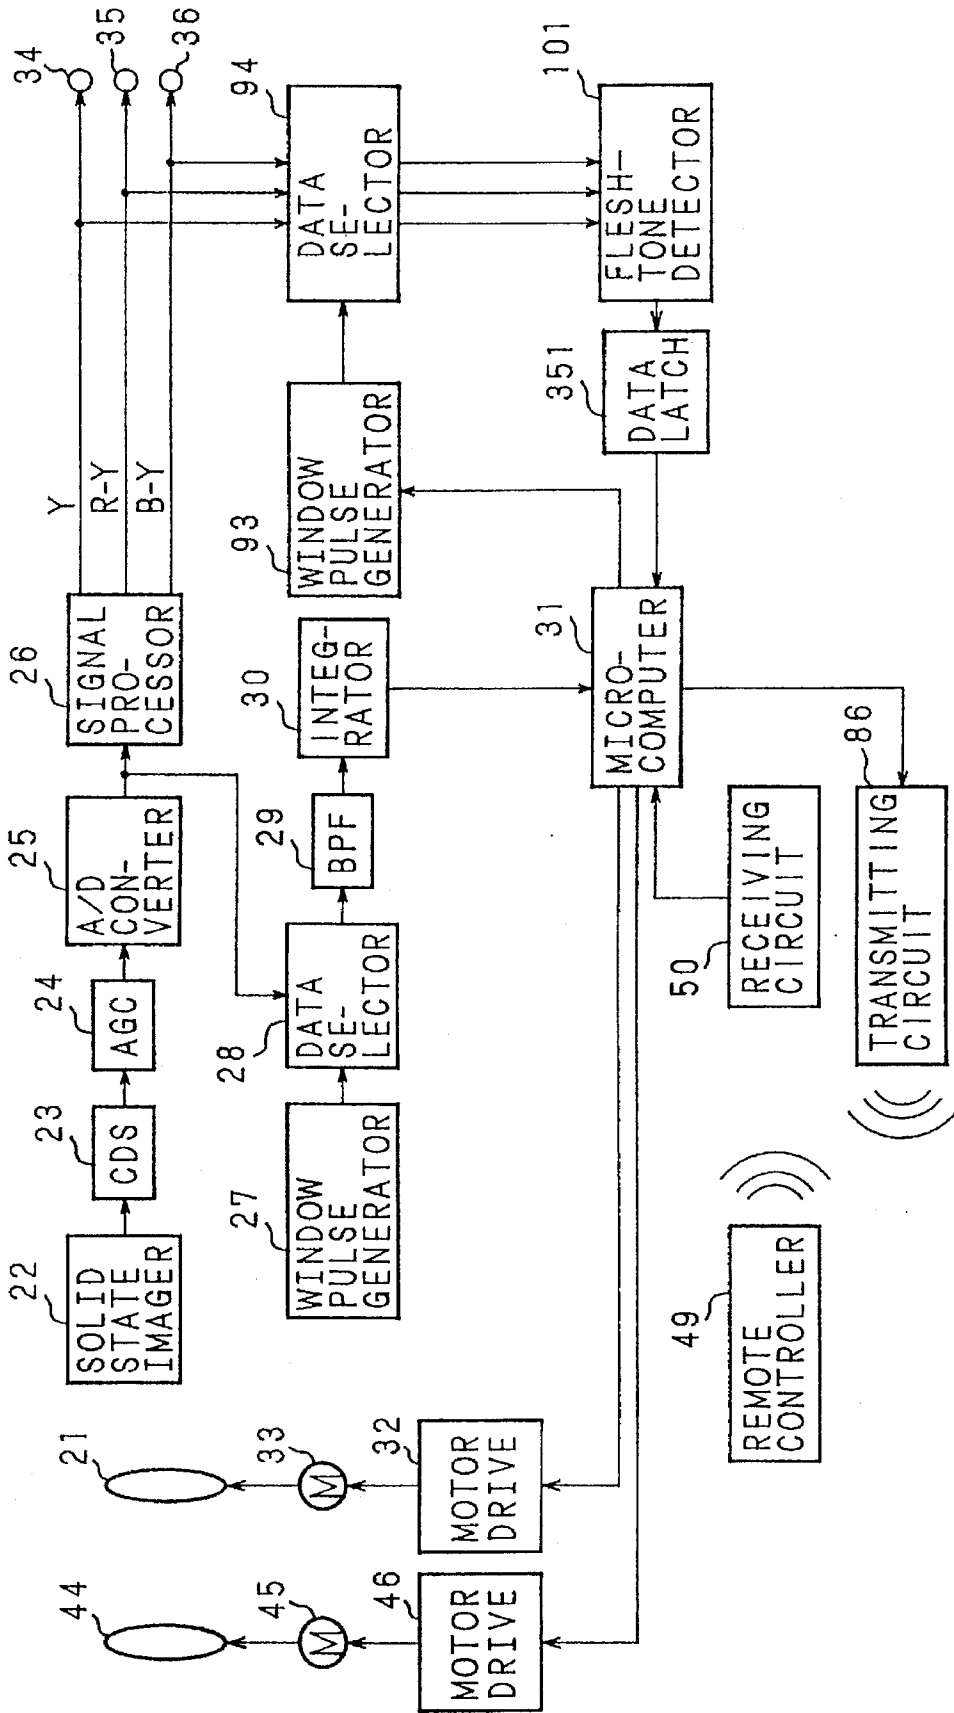 44
21
22
SOLID
STATE
IMAGER
23
CDS
24
AGC
25
A/D
CON-
VERTER
26
SIGNAL
PRO-
CESSOR
Y
R-Y
B-Y
34
35
36
45
M
33
M
27
WINDOW
PULSE
GENERATOR
28
DATA
SE-
LECTOR
29
BPF
30
INTEG-
RATOR
93
WINDOW
PULSE
GENERATOR
94
DATA
SE-
LECTOR
46
MOTOR
DRIVE
32
MOTOR
DRIVE
31
MICRO-
COMPUTER
351
DATA
LATCH
101
FLESH-
TONE
DETECTOR
49
REMOTE
CONTROLLER
50
RECEIVING
CIRCUIT
86
TRANSMITTING
CIRCUIT